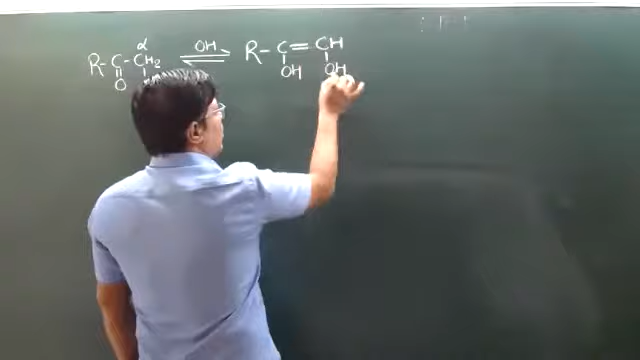 α
R-C-CH₂ ⇌ R-C=CH
OH
O OH OH